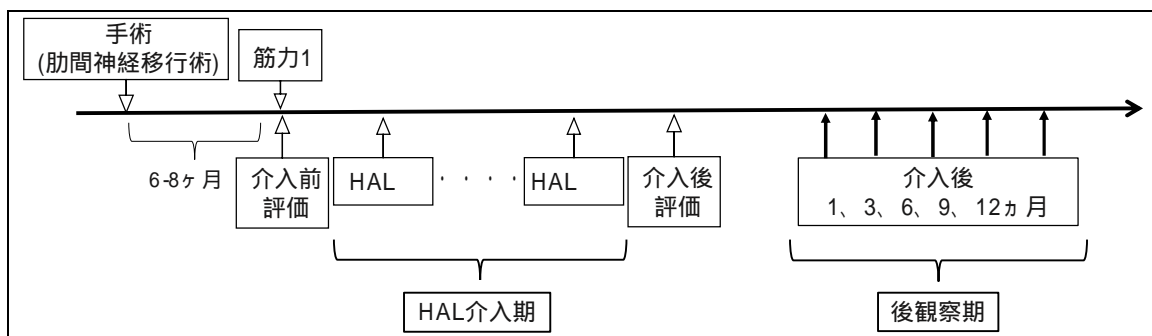 手術
(肋間神経移行術)
筋力1
6-8ヶ月
介入前
評価
HAL
・・・・
HAL
介入後
評価
介入後
1、3、6、9、12ヵ月
HAL介入期
後観察期